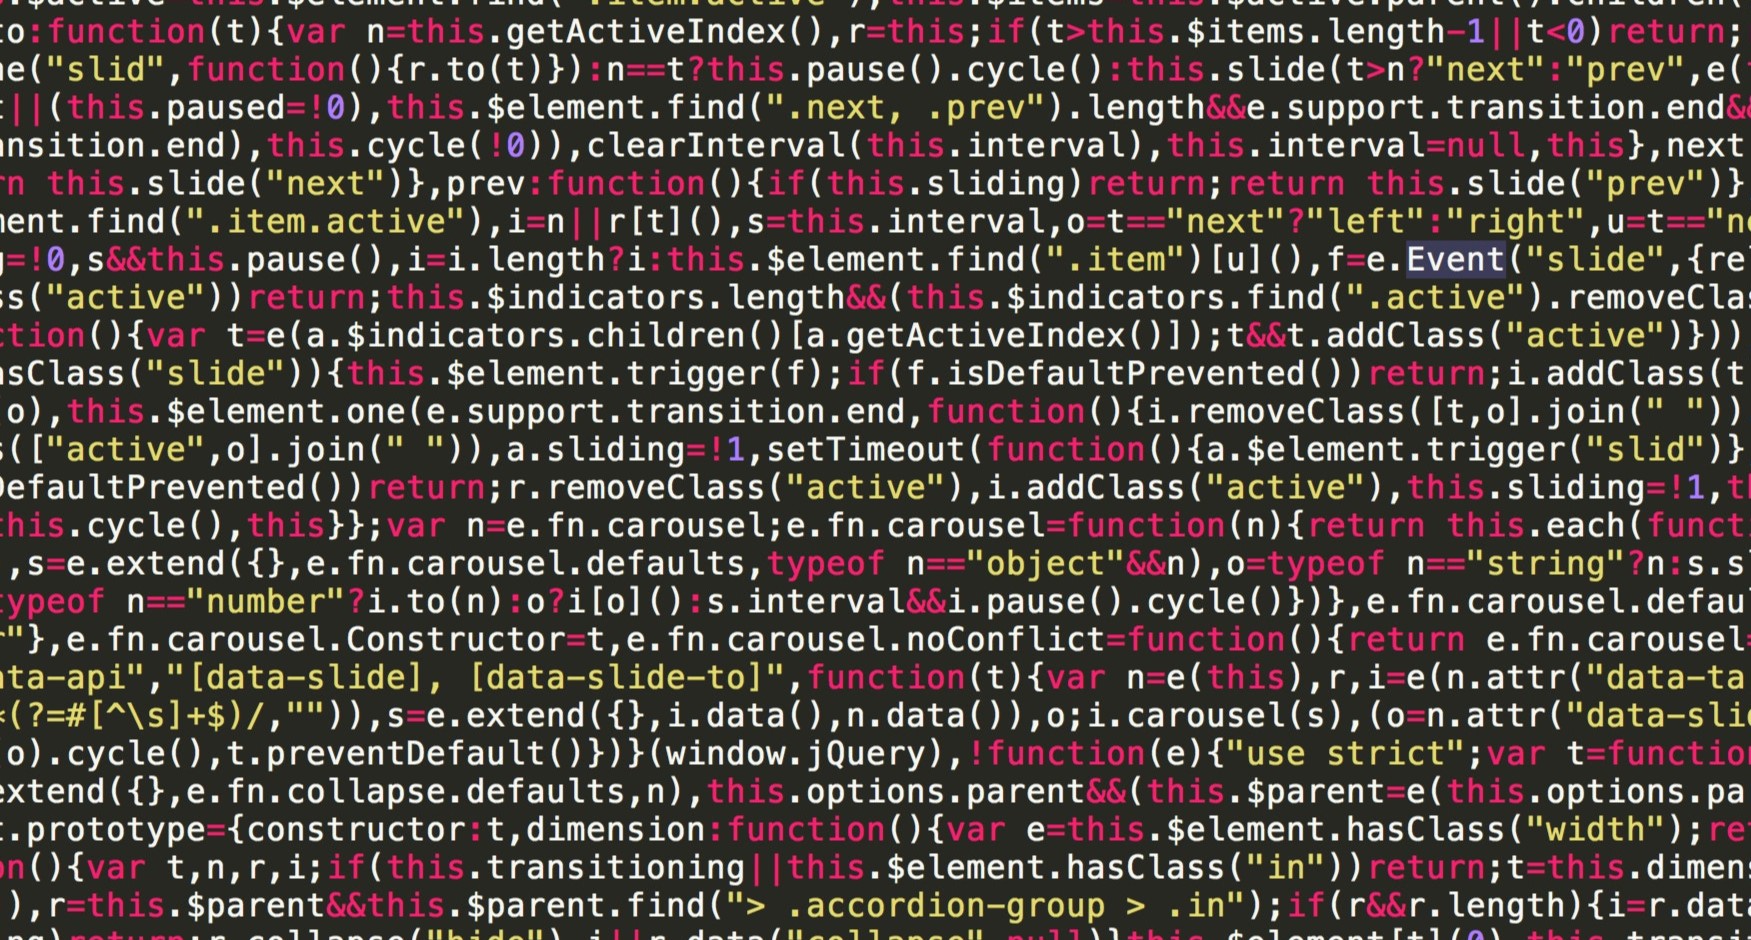 to:function(t){var n=this.getActiveIndex(),r=this;if(t>this.$items.length-1||t<0)return;
ne("slid",function(){r.to(t)}):n==t?this.pause().cycle():this.slide(t>n?"next":"prev",e(
t||(this.paused=!0),this.$element.find(".next, .prev").length&&e.support.transition.end&&
ansition.end),this.cycle(!0)),clearInterval(this.interval),this.interval=null,this},next
rn this.slide("next")},prev:function(){if(this.sliding)return;return this.slide("prev")}
ment.find(".item.active"),i=n||r[t](),s=this.interval,o=t=="next"?"left":"right",u=t=="ne
g=!0,s&&this.pause(),i=i.length?i:this.$element.find(".item")[u](),f=e.Event("slide",{re
ss("active"))return;this.$indicators.length&&(this.$indicators.find(".active").removeClas
ction(){var t=e(a.$indicators.children()[a.getActiveIndex()]);t&&t.addClass("active")}))
asClass("slide")){this.$element.trigger(f);if(f.isDefaultPrevented())return;i.addClass(t
(o),this.$element.one(e.support.transition.end,function(){i.removeClass([t,o].join(" "))
s(["active",o].join(" ")),a.sliding=!1,setTimeout(function(){a.$element.trigger("slid")}
DefaultPrevented())return;r.removeClass("active"),i.addClass("active"),this.sliding=!1,th
this.cycle(),this}};var n=e.fn.carousel;e.fn.carousel=function(n){return this.each(functi
,s=e.extend({},e.fn.carousel.defaults,typeof n=="object"&&n),o=typeof n=="string"?n:s.s
typeof n=="number"?i.to(n):o?i[o]():s.interval&&i.pause().cycle()})},e.fn.carousel.defau
r"},e.fn.carousel.Constructor=t,e.fn.carousel.noConflict=function(){return e.fn.carousel=
ata-api","[data-slide], [data-slide-to]",function(t){var n=e(this),r,i=e(n.attr("data-ta
*(?=#[^\s]+$)/,"")),s=e.extend({},i.data(),n.data()),o;i.carousel(s),(o=n.attr("data-slid
(o).cycle(),t.preventDefault()})}(window.jQuery),!function(e){"use strict";var t=function
extend({},e.fn.collapse.defaults,n),this.options.parent&&(this.$parent=e(this.options.pa
t.prototype={constructor:t,dimension:function(){var e=this.$element.hasClass("width");ret
on(){var t,n,r,i;if(this.transitioning||this.$element.hasClass("in"))return;t=this.dimens
),r=this.$parent&&this.$parent.find("> .accordion-group > .in");if(r&&r.length){i=r.data